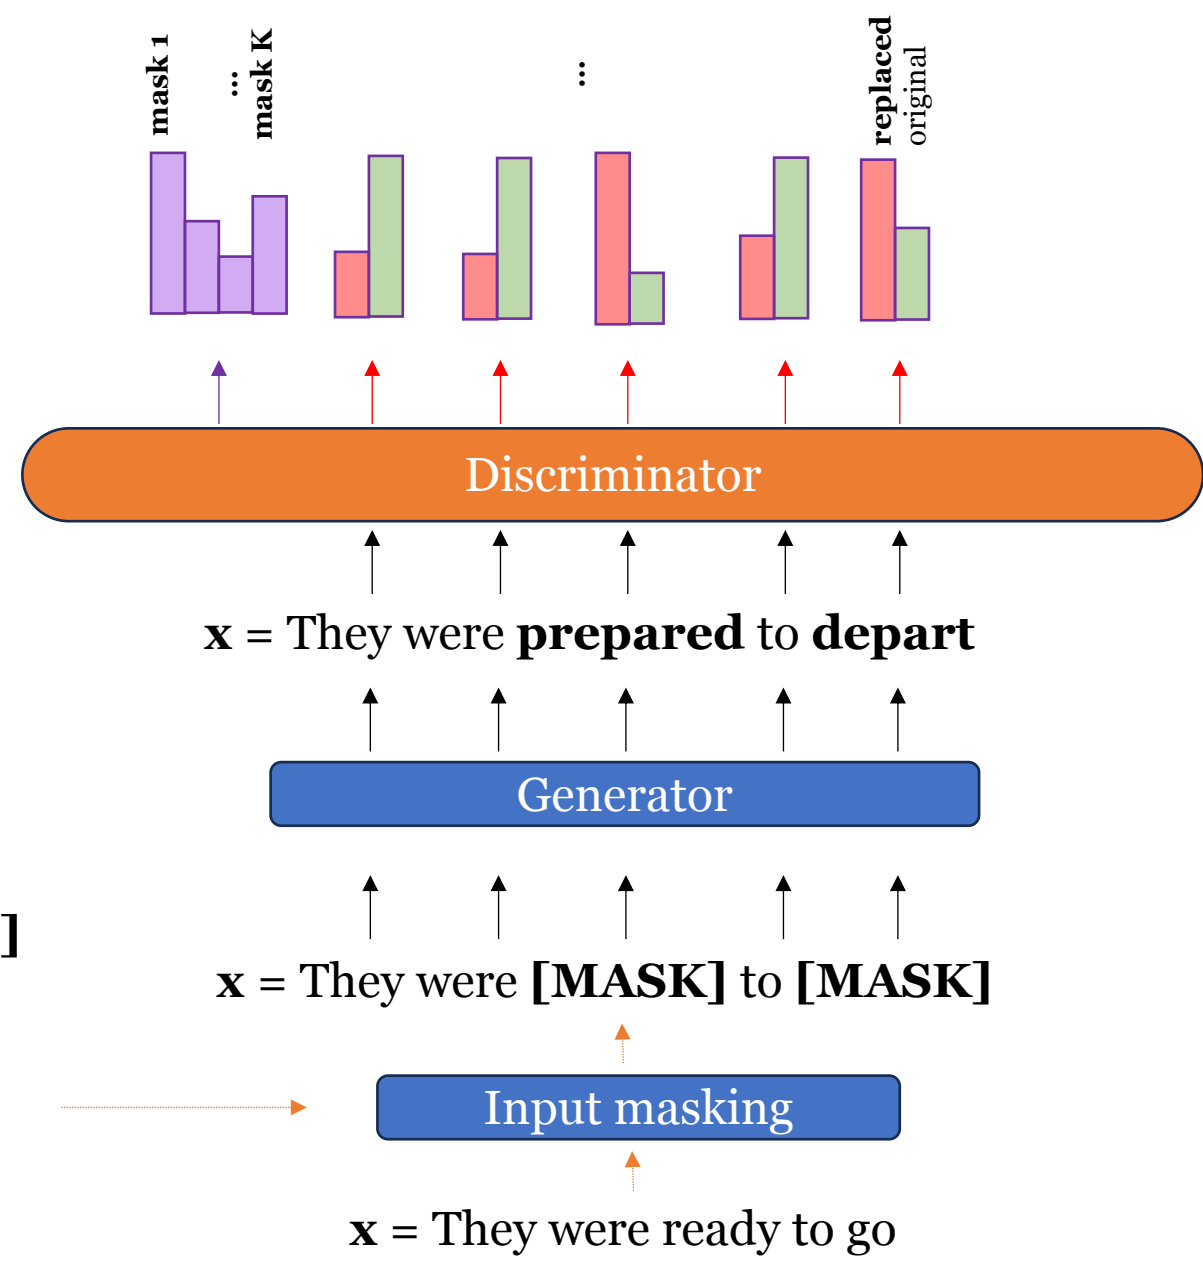 mask 1
...
mask K
...
replaced
original
Discriminator
x = They were prepared to depart
Generator
]
x = They were [MASK] to [MASK]
Input masking
x = They were ready to go